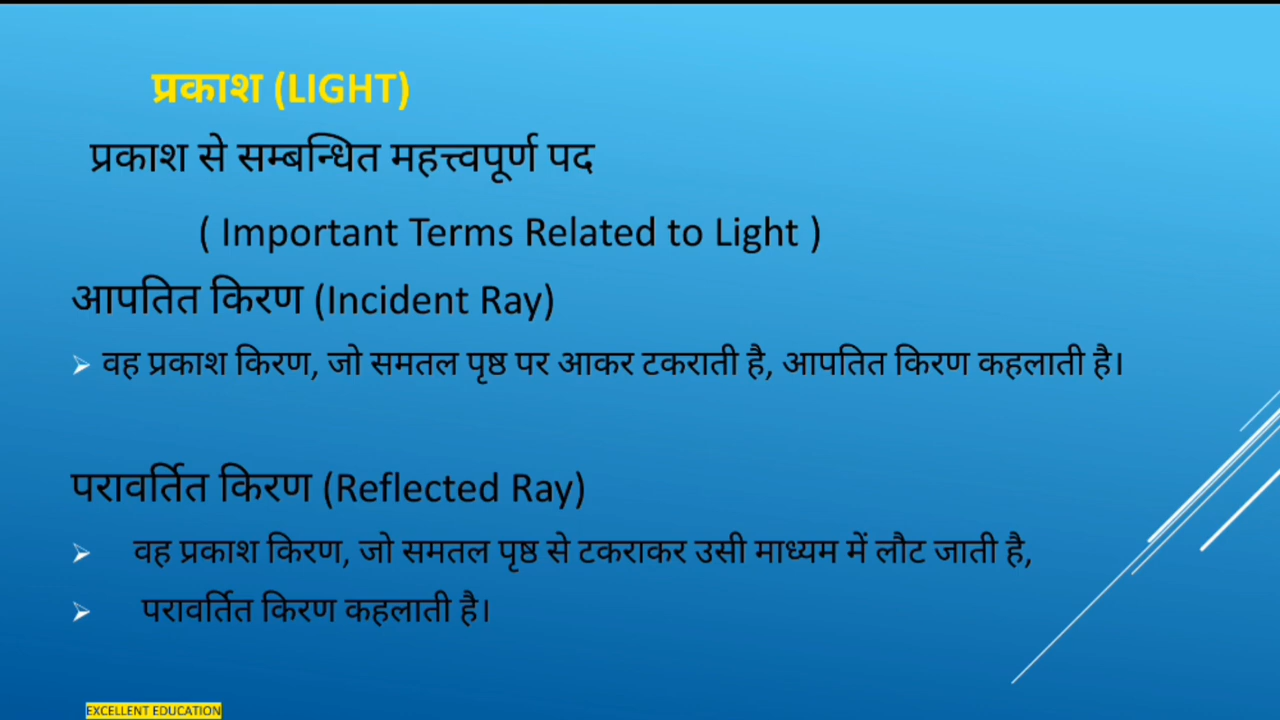 प्रकाश (LIGHT)
प्रकाश से सम्बन्धित महत्त्वपूर्ण पद
( Important Terms Related to Light )
आपतित किरण (Incident Ray)
वह प्रकाश किरण, जो समतल पृष्ठ पर आकर टकराती है, आपतित किरण कहलाती है।
परावर्तित किरण (Reflected Ray)
वह प्रकाश किरण, जो समतल पृष्ठ से टकराकर उसी माध्यम में लौट जाती है,
परावर्तित किरण कहलाती है।
EXCELLENT EDUCATION